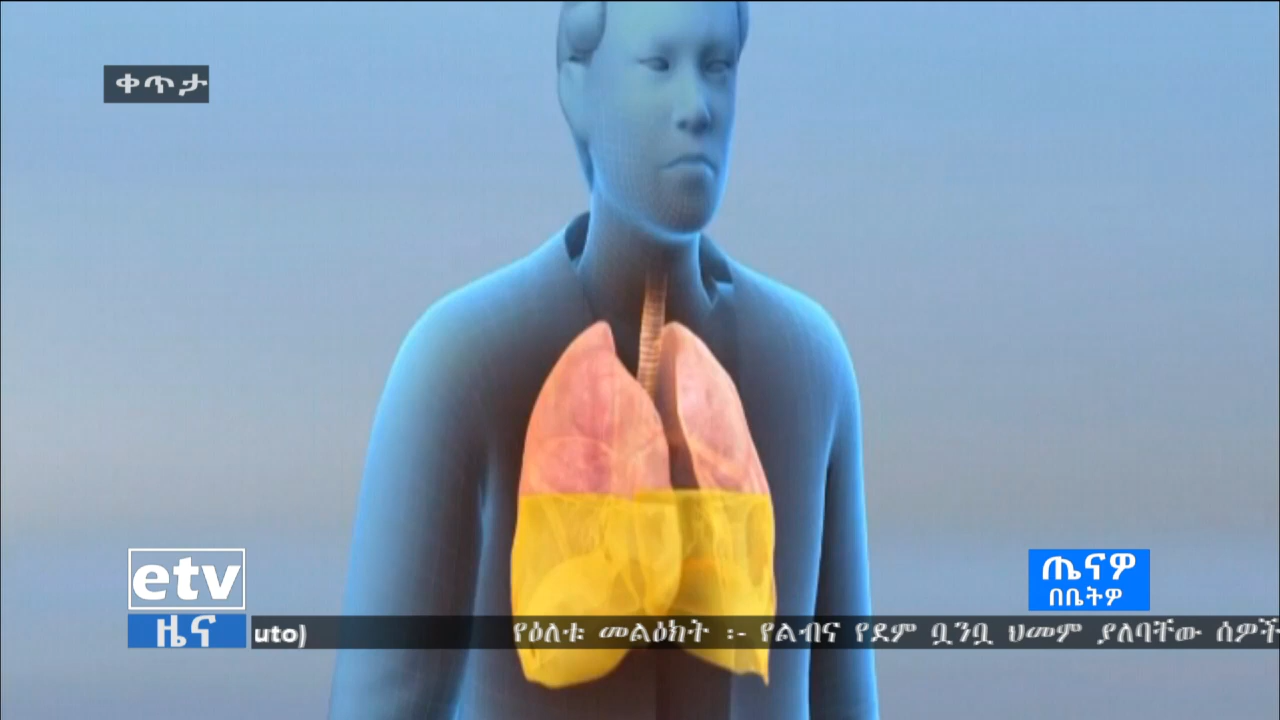 ቀጥታ
etv
ጤናዎ
በቤትዎ
ዜና
uto) የዕለቱ መልዕክት ፡- የልብና የደም ቧንቧ ህመም ያለባቸው ሰዎች